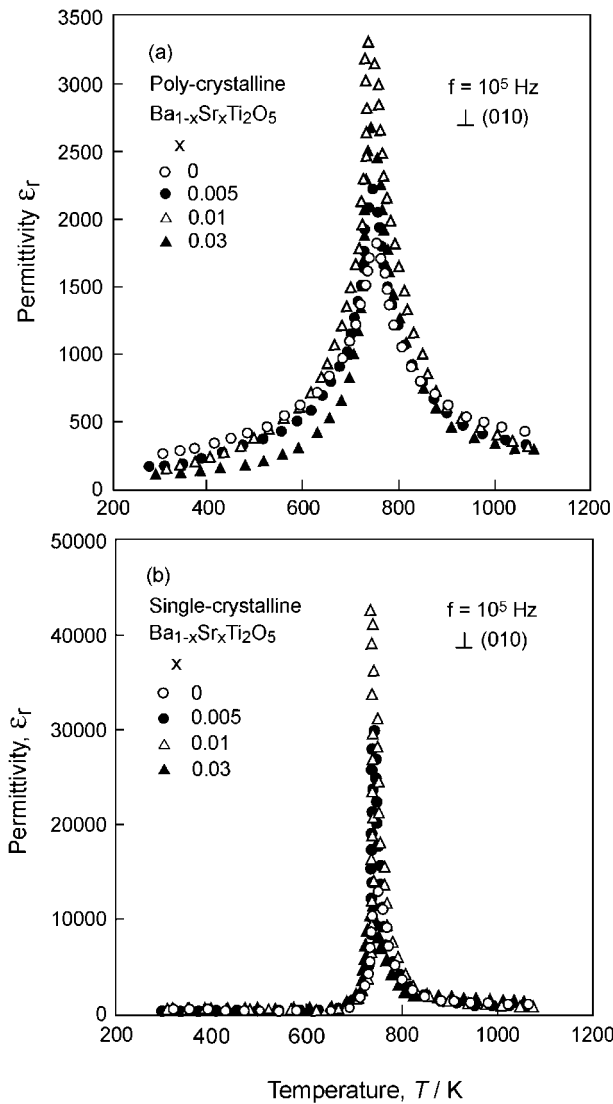 3500
3000
2500
2000
1500
1000
500
0
Permittivity εr
(a)
Poly-crystalline
Ba1-xSrxTi2O5
x
0
0.005
0.01
0.03
f = 10⁵ Hz
⊥ (010)
200 400 600 800 1000 1200
50000
40000
30000
20000
10000
0
Permittivity, εr
(b)
Single-crystalline
Ba1-xSrxTi2O5
x
0
0.005
0.01
0.03
f = 10⁵ Hz
⊥ (010)
200 400 600 800 1000 1200
Temperature, T / K